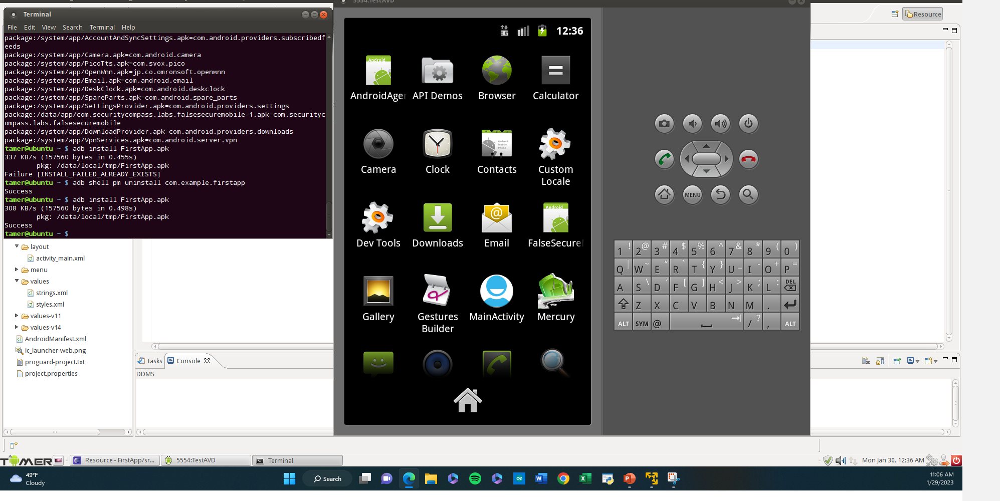 5554:TestAVD
Terminal
File Edit View Search Terminal Help
package:/system/app/AccountAndSyncSettings.apk=com.android.providers.subscribedf
eeds
package:/system/app/Camera.apk=com.android.camera
package:/system/app/PicoTts.apk=com.svox.pico
package:/system/app/OpenWnn.apk=jp.co.omronsoft.openwnn
package:/system/app/Email.apk=com.android.email
package:/system/app/DeskClock.apk=com.android.deskclock
package:/system/app/SpareParts.apk=com.android.spare_parts
package:/system/app/SettingsProvider.apk=com.android.providers.settings
package:/data/app/com.securitycompass.labs.falsesecuremobile-1.apk=com.securityc
ompass.labs.falsesecuremobile
package:/system/app/DownloadProvider.apk=com.android.providers.downloads
package:/system/app/VpnServices.apk=com.android.server.vpn
tamer@ubuntu ~ $ adb install FirstApp.apk
337 KB/s (157560 bytes in 0.455s)
pkg: /data/local/tmp/FirstApp.apk
Failure [INSTALL_FAILED_ALREADY_EXISTS]
tamer@ubuntu ~ $ adb shell pm uninstall com.example.firstapp
Success
tamer@ubuntu ~ $ adb install FirstApp.apk
308 KB/s (157560 bytes in 0.498s)
pkg: /data/local/tmp/FirstApp.apk
Success
tamer@ubuntu ~ $
layout
activity_main.xml
menu
values
strings.xml
styles.xml
values-v11
values-v14
AndroidManifest.xml
ic_launcher-web.png
proguard-project.txt
project.properties
Tasks Console
DDMS
3G 12:36
Android
AndroidAger API Demos Browser Calculator
Android Mobile Phone
Camera Clock Contacts Custom Locale
Android
Dev Tools Downloads Email FalseSecure
Gallery Gestures Builder MainActivity Mercury
MENU
1 ! 2 @ 3 # 4 $ 5 % 6 ^ 7 & 8 * 9 ( 0 )
Q | W ~ E " R ` T { Y } U _ I - O + P =
A S \ D ' F [ G ] H < J > K ; L : DEL
Z X C V B N M .
ALT SYM @ / ? , ALT
Resource
TAMER
Resource - FirstApp/sr...
5554:TestAVD
Terminal
Mon Jan 30, 12:36 AM
49°F
Cloudy
Search
11:06 AM
1/29/2023